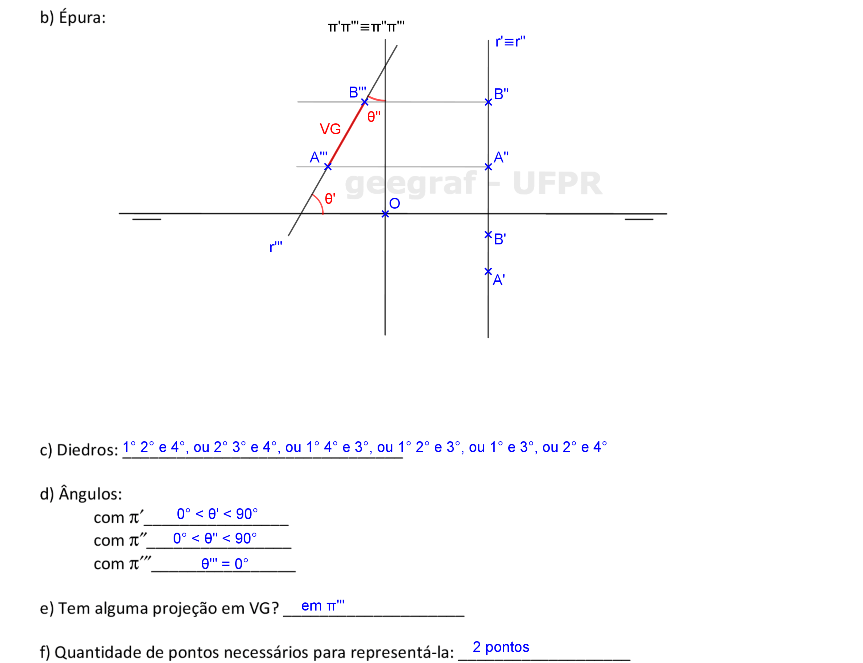 b) Épura:
π'π'''≡π''π'''
r'≡r''
B'''
B''
θ''
VG
A'''
A''
geegraf - UFPR
θ'
O
r'''
B'
A'
c) Diedros: 1° 2° e 4°, ou 2° 3° e 4°, ou 1° 4° e 3°, ou 1° 2° e 3°, ou 1° e 3°, ou 2° e 4°
d) Ângulos:
com π′ 0° < θ' < 90°
com π″ 0° < θ'' < 90°
com π‴ θ''' = 0°
e) Tem alguma projeção em VG? em π'''
f) Quantidade de pontos necessários para representá-la: 2 pontos